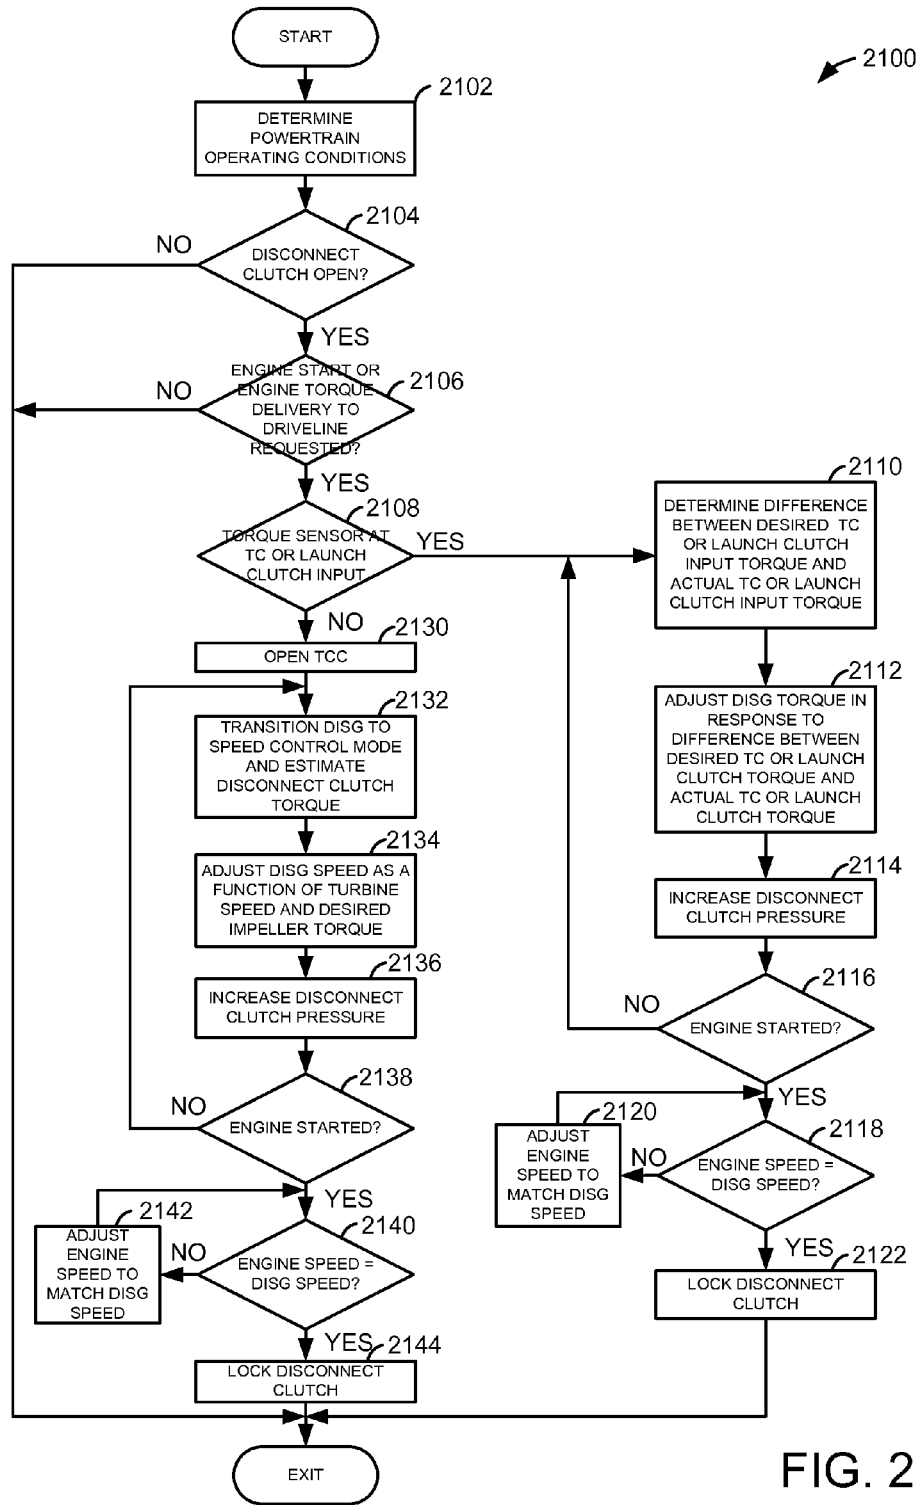 START
2100
2102
DETERMINE
POWERTRAIN
OPERATING CONDITIONS
2104
NO
DISCONNECT
CLUTCH OPEN?
YES
ENGINE START OR
ENGINE TORQUE
DELIVERY TO
DRIVELINE
REQUESTED?
2106
NO
YES
2108
TORQUE SENSOR AT
TC OR LAUNCH
CLUTCH INPUT
YES
NO
2110
DETERMINE DIFFERENCE
BETWEEN DESIRED TC
OR LAUNCH CLUTCH
INPUT TORQUE AND
ACTUAL TC OR LAUNCH
CLUTCH INPUT TORQUE
2130
OPEN TCC
2132
TRANSITION DISG TO
SPEED CONTROL MODE
AND ESTIMATE
DISCONNECT CLUTCH
TORQUE
2112
ADJUST DISG TORQUE IN
RESPONSE TO
DIFFERENCE BETWEEN
DESIRED TC OR LAUNCH
CLUTCH TORQUE AND
ACTUAL TC OR LAUNCH
CLUTCH TORQUE
2134
ADJUST DISG SPEED AS A
FUNCTION OF TURBINE
SPEED AND DESIRED
IMPELLER TORQUE
2114
INCREASE DISCONNECT
CLUTCH PRESSURE
2136
INCREASE DISCONNECT
CLUTCH PRESSURE
2116
NO
ENGINE STARTED?
YES
2138
NO
ENGINE STARTED?
YES
2120
ADJUST
ENGINE
SPEED TO
MATCH DISG
SPEED
2118
NO
ENGINE SPEED =
DISG SPEED?
YES
2142
ADJUST
ENGINE
SPEED TO
MATCH DISG
SPEED
2140
NO
ENGINE SPEED =
DISG SPEED?
YES
2122
LOCK DISCONNECT
CLUTCH
2144
LOCK DISCONNECT
CLUTCH
EXIT
FIG. 2